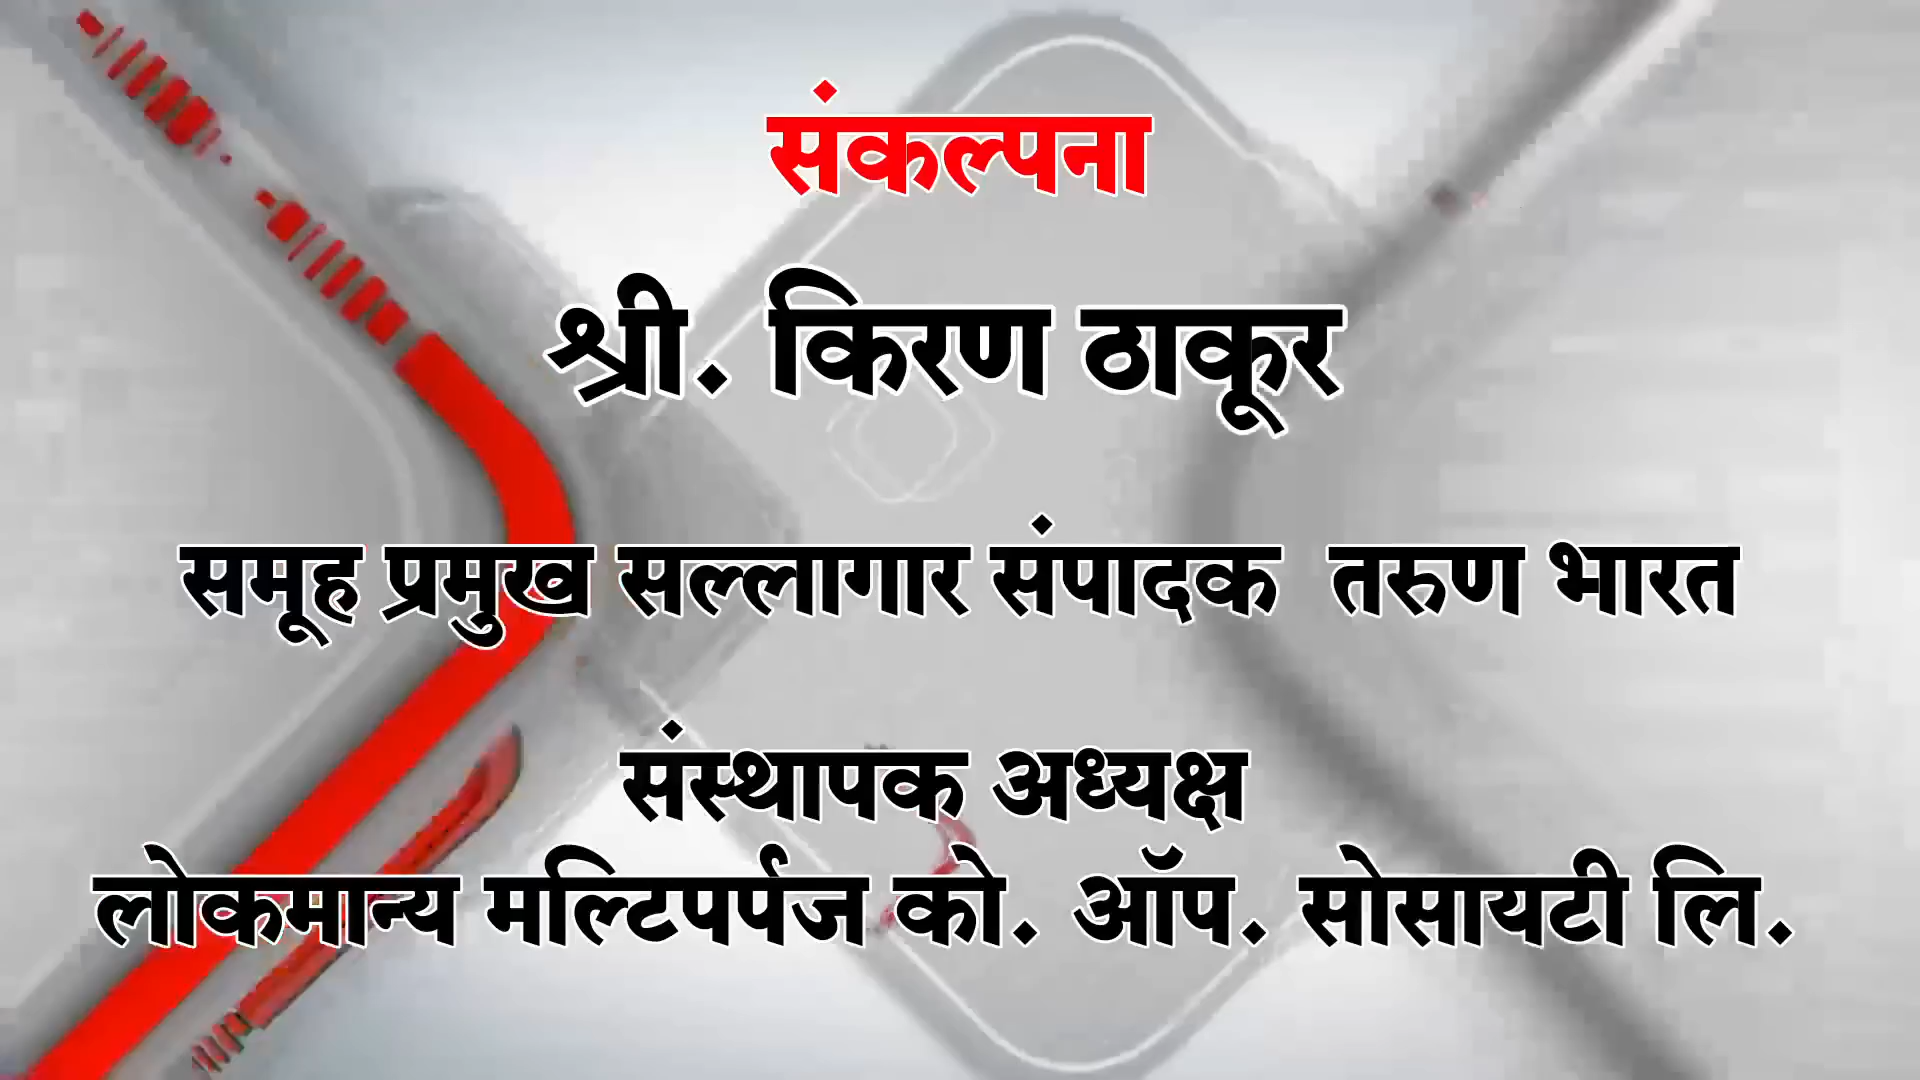 संकल्पना
श्री. किरण ठाकूर
समूह प्रमुख सल्लागार संपादक तरुण भारत
संस्थापक अध्यक्ष
लोकमान्य मल्टिपर्पज को. ऑप. सोसायटी लि.